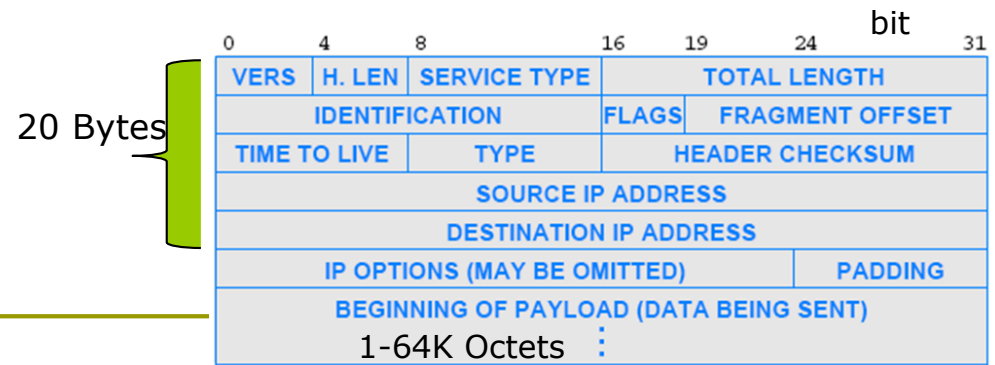 bit
0 4 8 16 19 24 31
VERS H. LEN SERVICE TYPE TOTAL LENGTH
20 Bytes IDENTIFICATION FLAGS FRAGMENT OFFSET
TIME TO LIVE TYPE HEADER CHECKSUM
SOURCE IP ADDRESS
DESTINATION IP ADDRESS
IP OPTIONS (MAY BE OMITTED) PADDING
BEGINNING OF PAYLOAD (DATA BEING SENT)
1-64K Octets